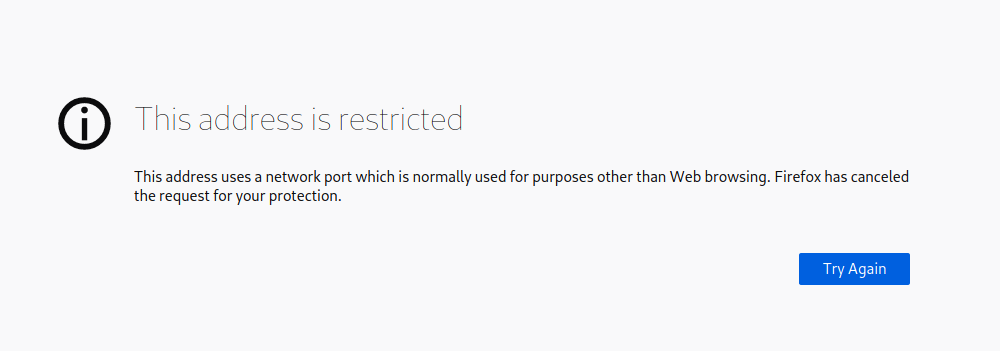 This address is restricted
This address uses a network port which is normally used for purposes other than Web browsing. Firefox has canceled
the request for your protection.
Try Again